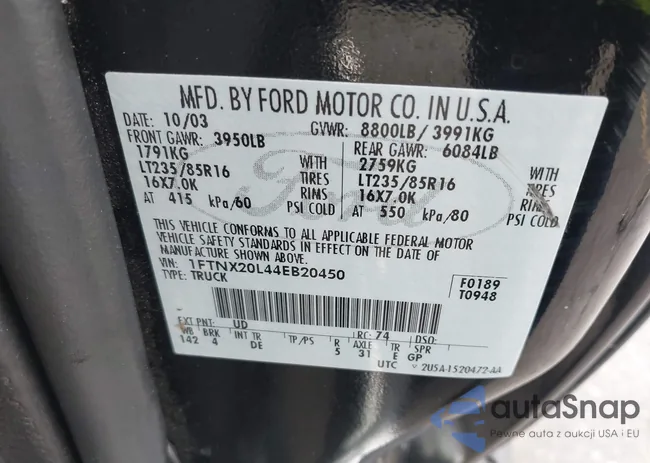 MFD. BY FORD MOTOR CO. IN U.S.A.
DATE: 10/03 GVWR: 8800LB/ 3991KG
FRONT GAWR: 3950LB REAR GAWR: 6084LB
1791KG WITH 2759KG WITH
LT235/85R16 TIRES LT235/85R16 TIRES
16X7.0K RIMS 16X7.0K RIMS
AT 415 kPa/60 PSI COLD AT 550 kPa/80 PSI COLD
THIS VEHICLE CONFORMS TO ALL APPLICABLE FEDERAL MOTOR
VEHICLE SAFETY STANDARDS IN EFFECT ON THE DATE OF
MANUFACTURE SHOWN ABOVE.
VIN: 1FTNX20L44EB20450
TYPE: TRUCK
F0189
T0948
EXT PNT: UD RC: 74 DSO:
WB BRK INT TR TP/PS R AXLE TR SPR
142 4 DE 5 31 E GP
UTC
2USA-1520472-AA
Ford
autoSnap
Pewne auta z aukcji USA i EU